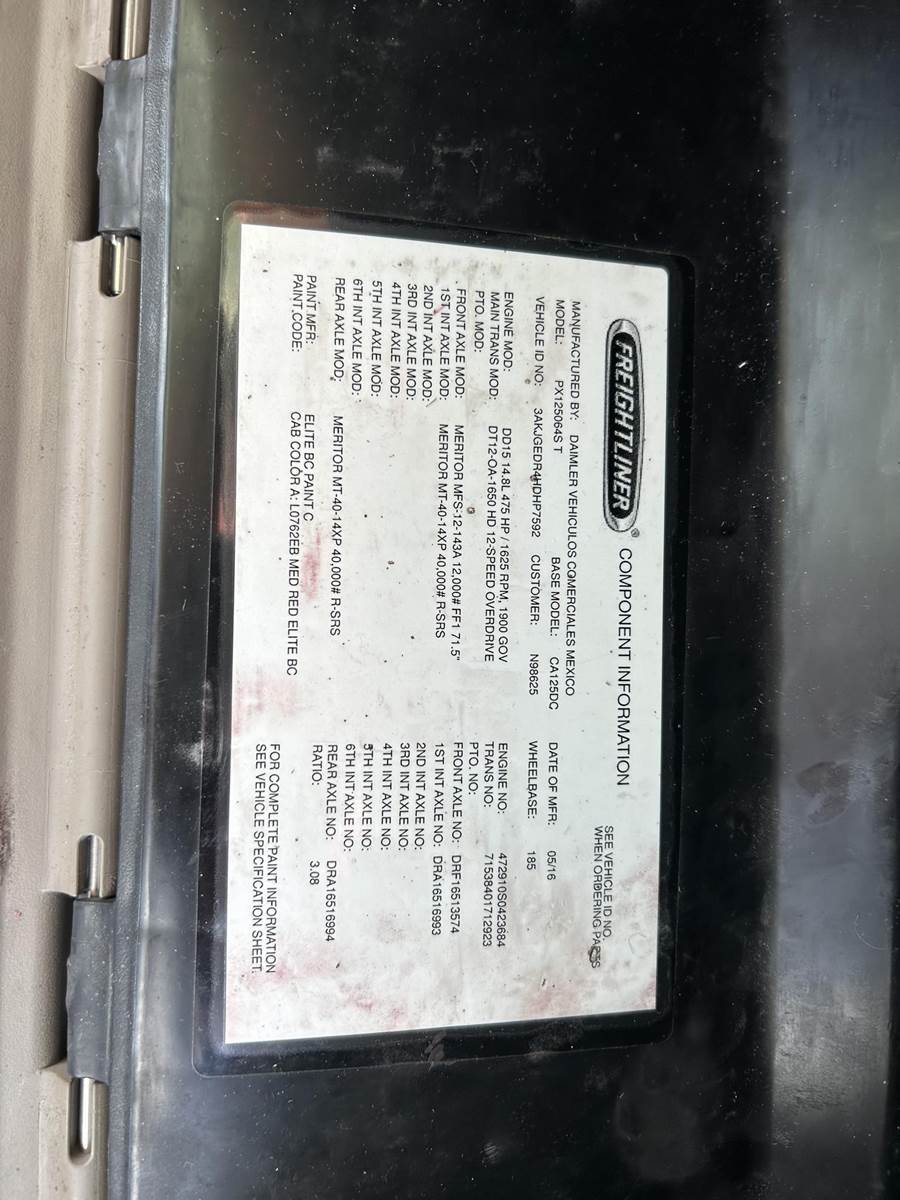 FREIGHTLINER® COMPONENT INFORMATION
SEE VEHICLE ID NO.
WHEN ORDERING PARTS
MANUFACTURED BY: DAIMLER VEHICULOS COMERCIALES MEXICO
MODEL: PX125064S T BASE MODEL: CA125DC DATE OF MFR: 05/16
VEHICLE ID NO: 3AKJGEDR4HDHP7592 CUSTOMER: N98625 WHEELBASE: 185
ENGINE MOD: DD15 14.8L 475 HP / 1625 RPM, 1900 GOV ENGINE NO: 472910S0423684
MAIN TRANS MOD: DT12-OA-1650 HD 12-SPEED OVERDRIVE TRANS NO: 71538401712923
PTO. MOD: PTO. NO:
FRONT AXLE MOD: MERITOR MFS-12-143A 12,000# FF1 71.5" FRONT AXLE NO: DRF16513574
1ST INT AXLE MOD: MERITOR MT-40-14XP 40,000# R-SRS 1ST INT AXLE NO: DRA16516993
2ND INT AXLE MOD: 2ND INT AXLE NO:
3RD INT AXLE MOD: 3RD INT AXLE NO:
4TH INT AXLE MOD: 4TH INT AXLE NO:
5TH INT AXLE MOD: 5TH INT AXLE NO:
6TH INT AXLE MOD: 6TH INT AXLE NO:
REAR AXLE MOD: MERITOR MT-40-14XP 40,000# R-SRS REAR AXLE NO: DRA16516994
RATIO: 3.08
PAINT MFR: ELITE BC PAINT C
PAINT CODE: CAB COLOR A: L0762EB MED RED ELITE BC
FOR COMPLETE PAINT INFORMATION
SEE VEHICLE SPECIFICATION SHEET.